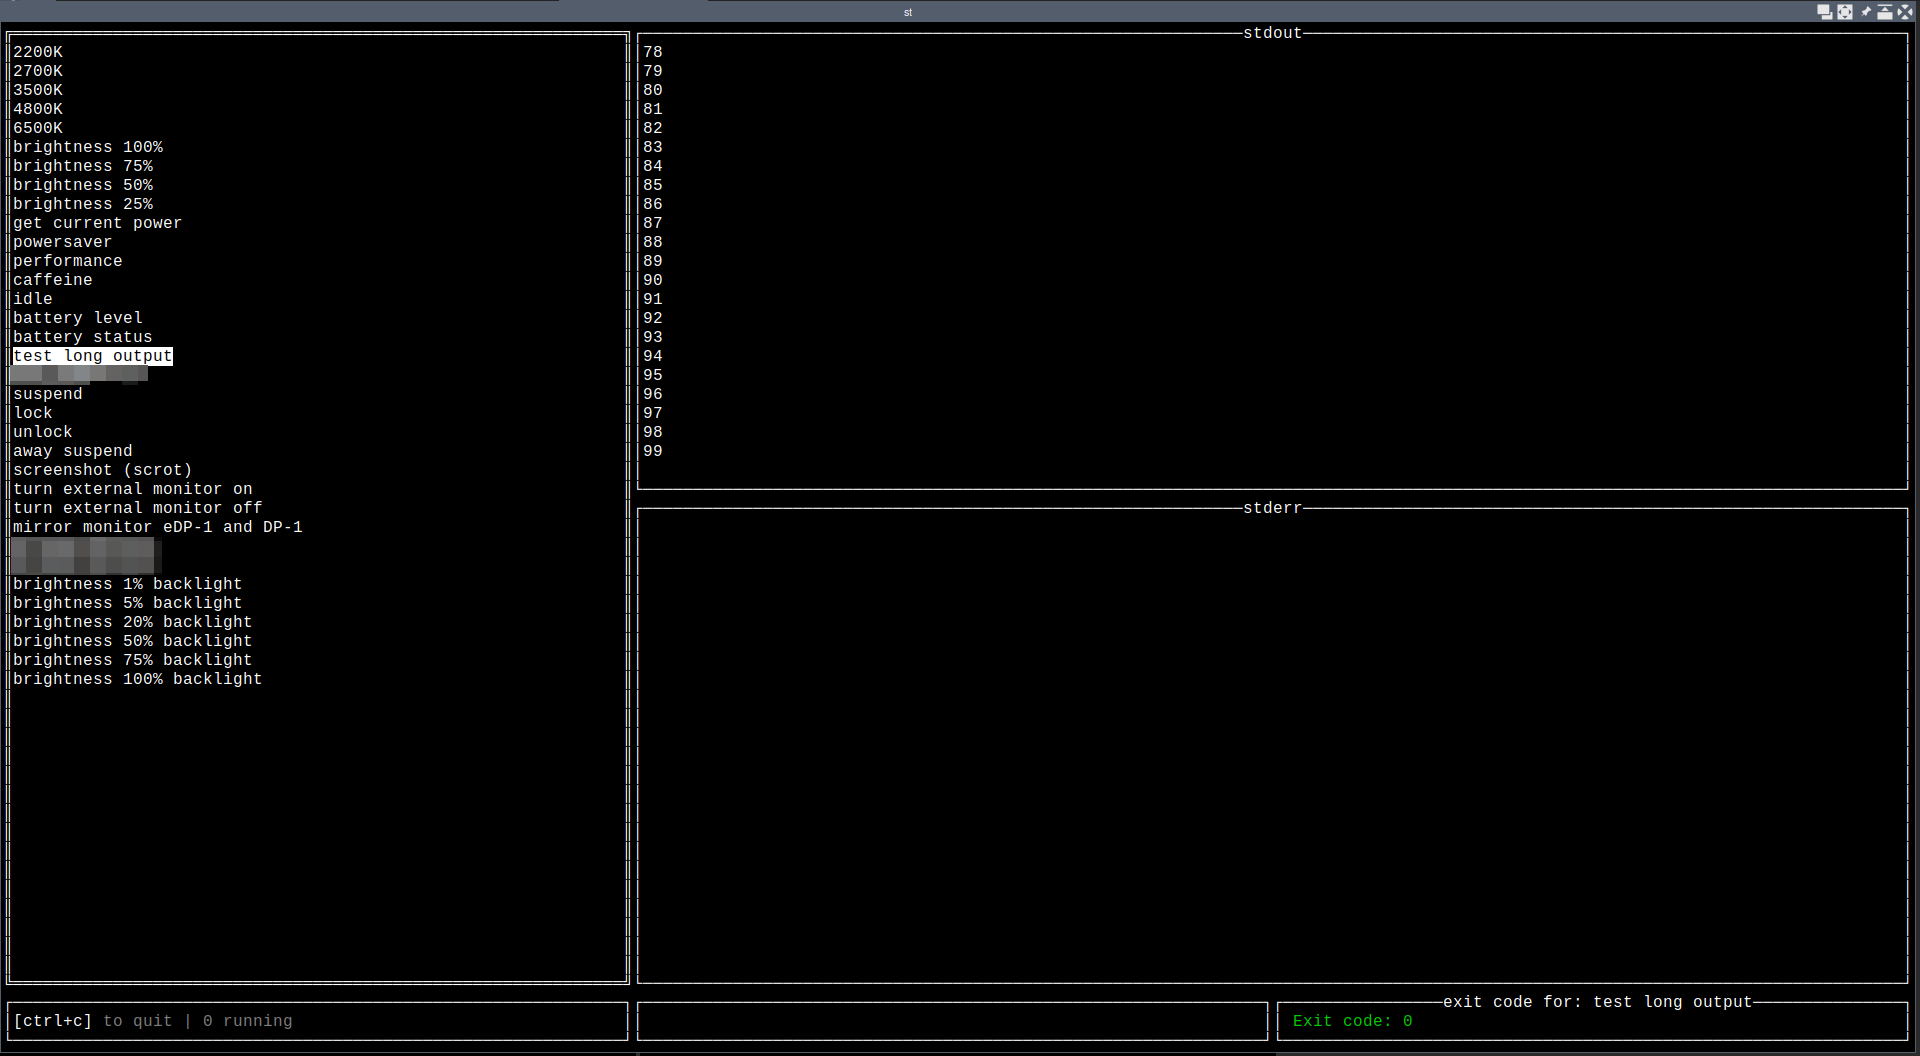 st
2200K
2700K
3500K
4800K
6500K
brightness 100%
brightness 75%
brightness 50%
brightness 25%
get current power
powersaver
performance
caffeine
idle
battery level
battery status
test long output
suspend
lock
unlock
away suspend
screenshot (scrot)
turn external monitor on
turn external monitor off
mirror monitor eDP-1 and DP-1
brightness 1% backlight
brightness 5% backlight
brightness 20% backlight
brightness 50% backlight
brightness 75% backlight
brightness 100% backlight
stdout
78
79
80
81
82
83
84
85
86
87
88
89
90
91
92
93
94
95
96
97
98
99
stderr
[ctrl+c] to quit | 0 running
exit code for: test long output
Exit code: 0